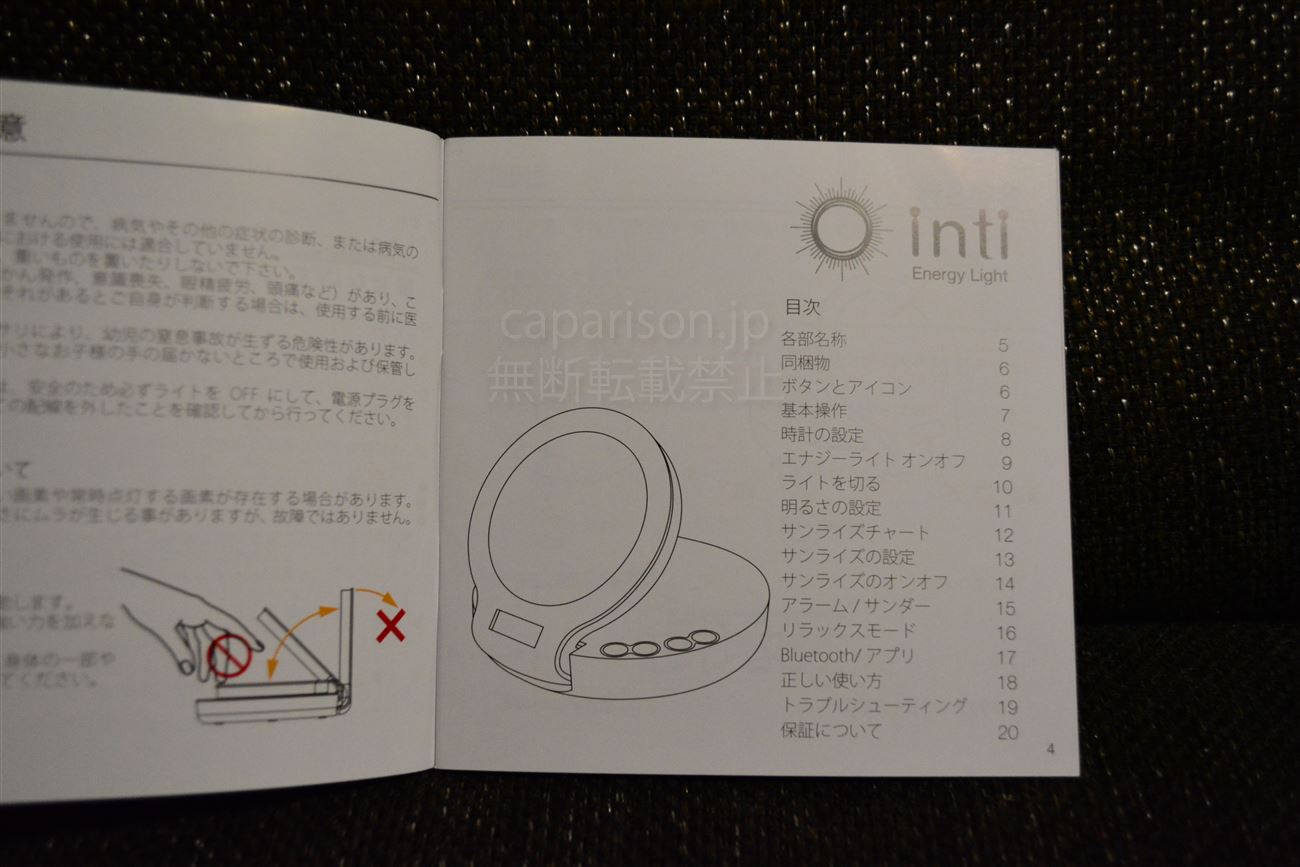 意
ませんので、病気やその他の症状の診断、または病気の
における使用には適合していません。
重いものを置いたりしないで下さい。
かん発作、意識喪失、眼精疲労、頭痛など）があり、こ
それがあるとご自身が判断する場合は、使用する前に医
サリにより、幼児の窒息事故が生ずる危険性があります。
小さなお子様の手の届かないところで使用および保管し
は、安全のため必ずライトを OFF にして、電源プラグを
の配線を外したことを確認してから行ってください。
いて
い画素や常時点灯する画素が存在する場合があります。
さにムラが生じる事がありますが、故障ではありません。
します。
い力を加えな
身体の一部や
てください。
inti
Energy Light
caparison.jp
無断転載禁止
目次
各部名称 5
同梱物 6
ボタンとアイコン 6
基本操作 7
時計の設定 8
エナジーライト オンオフ 9
ライトを切る 10
明るさの設定 11
サンライズチャート 12
サンライズの設定 13
サンライズのオンオフ 14
アラーム / サンダー 15
リラックスモード 16
Bluetooth/ アプリ 17
正しい使い方 18
トラブルシューティング 19
保証について 20
4